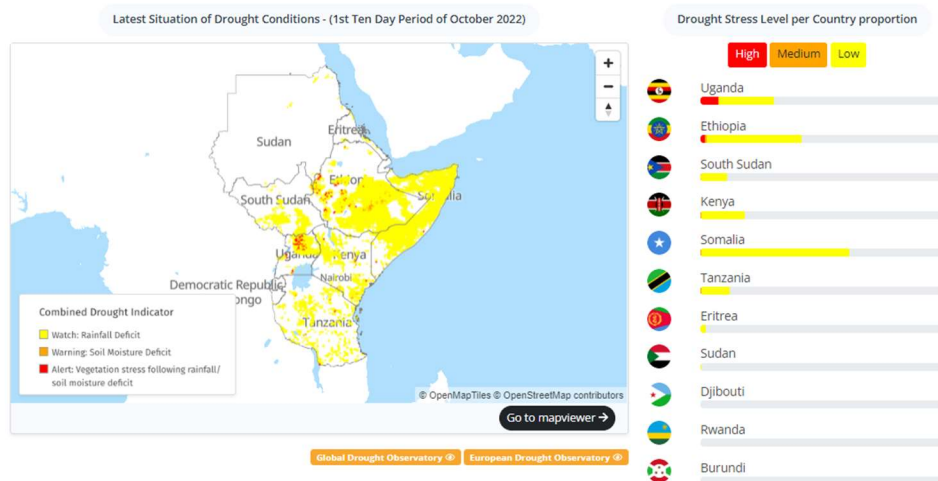 Latest Situation of Drought Conditions - (1st Ten Day Period of October 2022)
Sudan
Eritrea
Ethiop
Somalia
South Sudan
Uganda
Kenya
Nairobi
Democratic Republic
ongo
Tanzania
Combined Drought Indicator
Watch: Rainfall Deficit
Warning: Soil Moisture Deficit
Alert: Vegetation stress following rainfall/
soil moisture deficit
© OpenMapTiles © OpenStreetMap contributors
Go to mapviewer →
Global Drought Observatory
European Drought Observatory
Drought Stress Level per Country proportion
High Medium Low
Uganda
Ethiopia
South Sudan
Kenya
Somalia
Tanzania
Eritrea
Sudan
Djibouti
Rwanda
Burundi